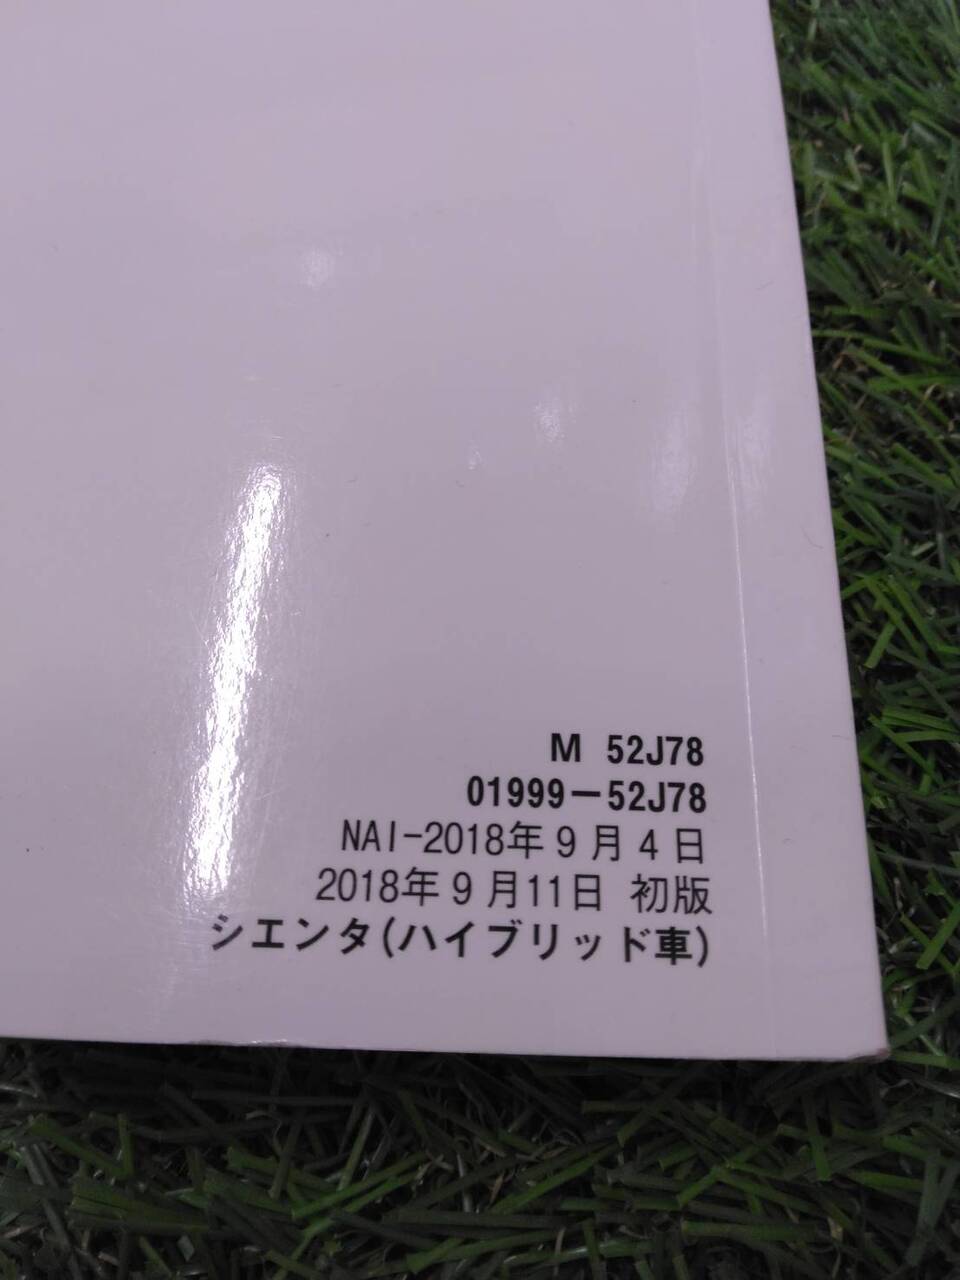 M 52J78
01999-52J78
NAI-2018年9月4日
2018年9月11日 初版
シエンタ(ハイブリッド車)